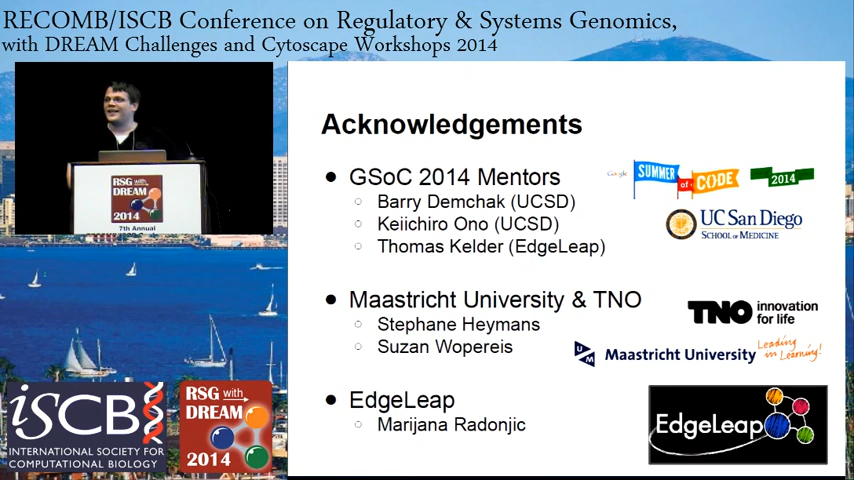 RECOMB/ISCB Conference on Regulatory & Systems Genomics,
with DREAM Challenges and Cytoscape Workshops 2014
RSG with
DREAM
2014
7th Annual
Acknowledgements
GSoC 2014 Mentors
Barry Demchak (UCSD)
Keiichiro Ono (UCSD)
Thomas Kelder (EdgeLeap)
Google SUMMER of CODE 2014
UC San Diego
SCHOOL OF MEDICINE
Maastricht University & TNO
Stephane Heymans
Suzan Wopereis
TNO innovation
for life
UM Maastricht University Leading
in Learning!
EdgeLeap
Marijana Radonjic
EdgeLeap
iSCB
INTERNATIONAL SOCIETY FOR
COMPUTATIONAL BIOLOGY
RSG with
DREAM
2014